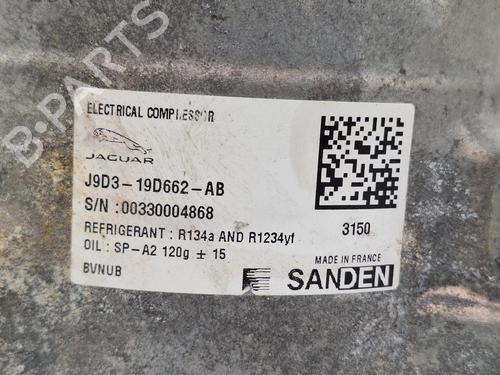 B-PARTS
ELECTRICAL COMPRESSOR
JAGUAR
J9D3-19D662-AB
S/N :00330004868
REFRIGERANT : R134a AND R1234yf
3150
OIL : SP-A2 120g ± 15
MADE IN FRANCE
BVNUB
SANDEN